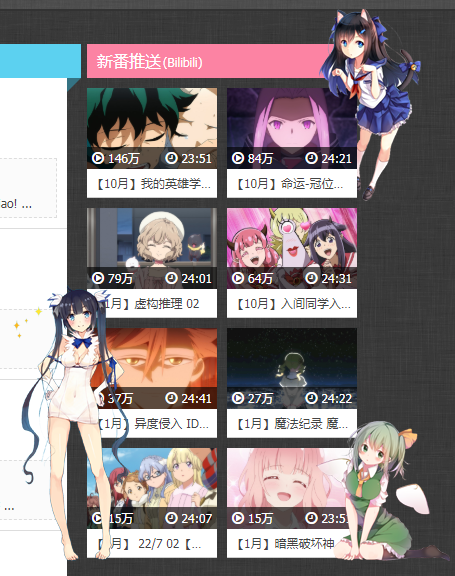 新番推送(Bilibili)
146万 23:51
84万 24:21
【10月】我的英雄学...
【10月】命运-冠位...
ao! ...
79万 24:01
64万 24:31
月】虚构推理 02
【10月】入间同学入...
37万 24:41
27万 24:22
【1月】异度侵入 ID...
【1月】魔法纪录 魔...
...
15万 24:07
15万 23:5
月】 22/7 02【...
【1月】暗黑破坏神